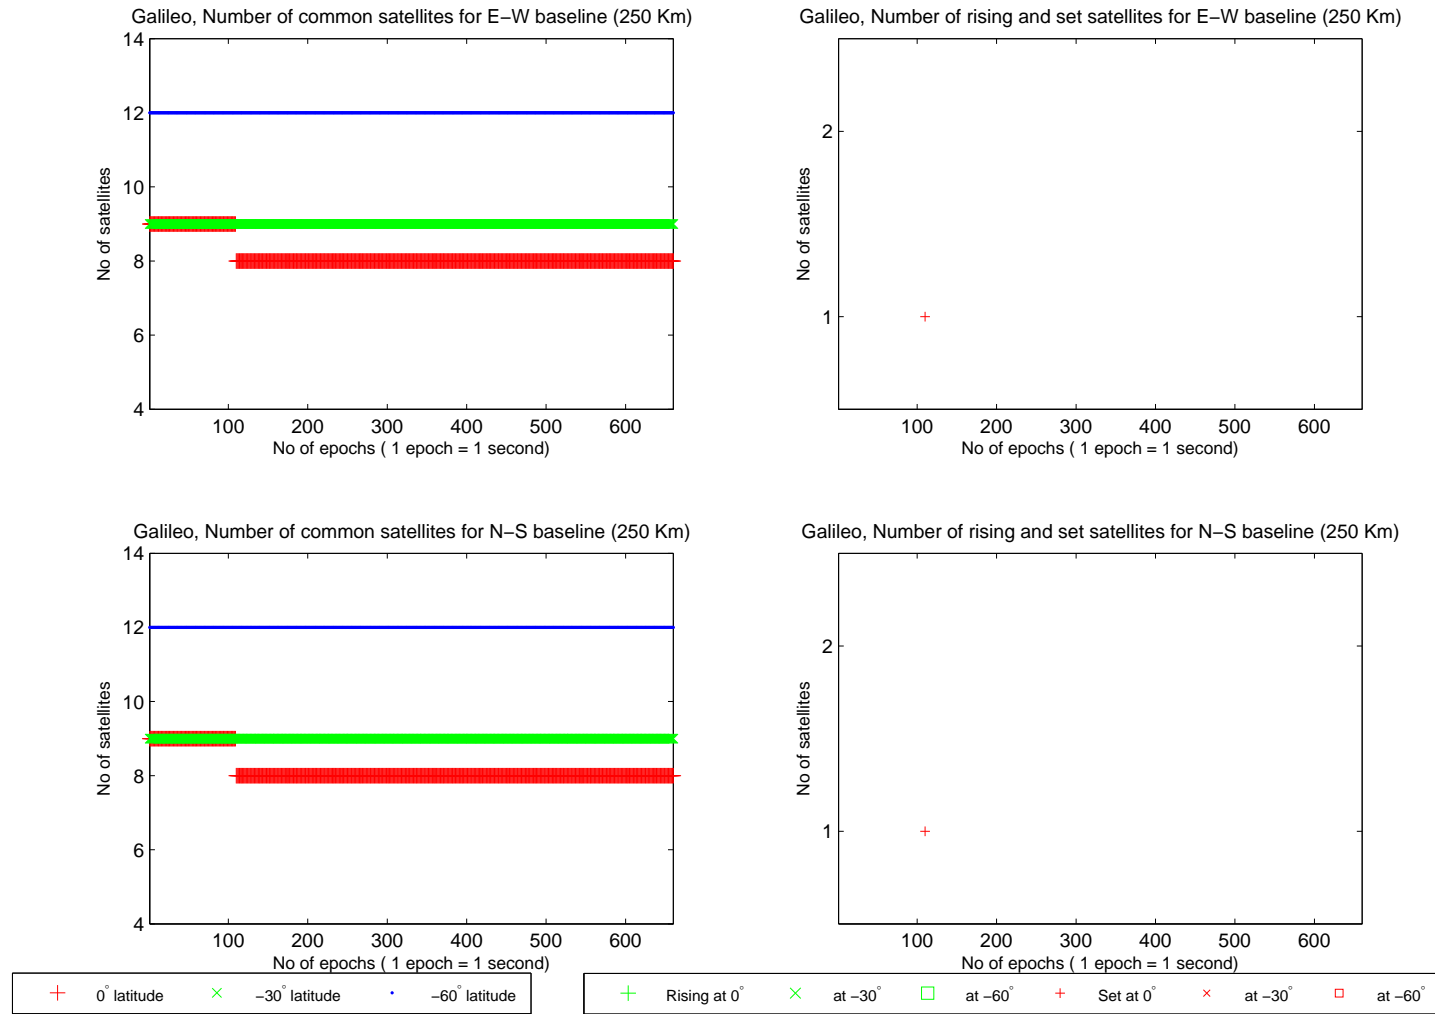 Galileo, Number of common satellites for E−W baseline (250 Km)
14
12
10
8
6
4
No of satellites
100 200 300 400 500 600
No of epochs ( 1 epoch = 1 second)
Galileo, Number of rising and set satellites for E−W baseline (250 Km)
2
1
No of satellites
100 200 300 400 500 600
No of epochs ( 1 epoch = 1 second)
Galileo, Number of common satellites for N−S baseline (250 Km)
14
12
10
8
6
4
No of satellites
100 200 300 400 500 600
No of epochs ( 1 epoch = 1 second)
Galileo, Number of rising and set satellites for N−S baseline (250 Km)
2
1
No of satellites
100 200 300 400 500 600
No of epochs ( 1 epoch = 1 second)
0° latitude −30° latitude −60° latitude
Rising at 0° at −30° at −60° Set at 0° at −30° at −60°